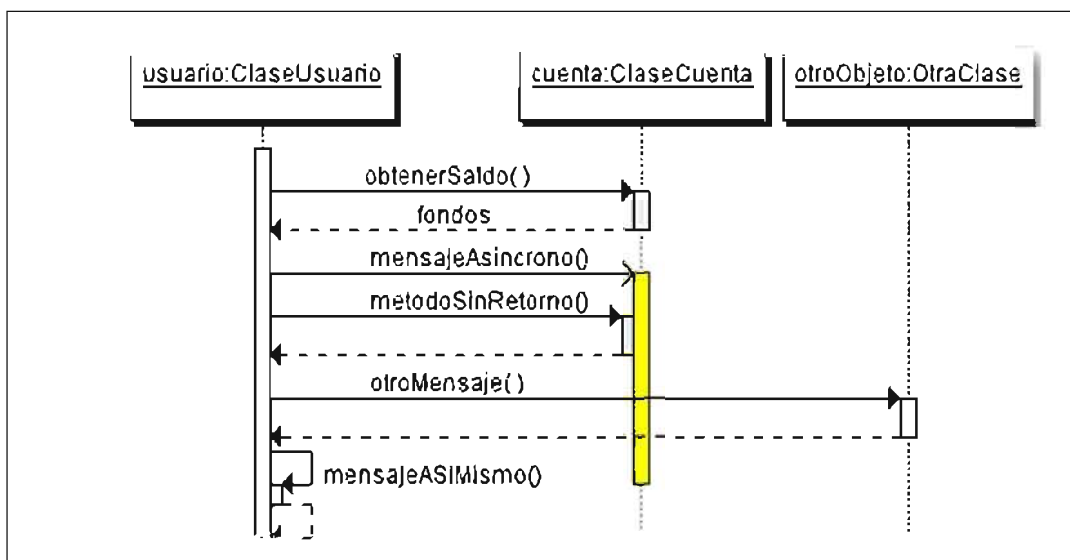 usuario:ClaseUsuario
cuenta:ClaseCuenta
otroObjeto:OtraClase
obtenerSaldo()
fondos
mensajeAsincrono()
metodoSinRetorno()
otroMensaje()
mensajeASIMismo()